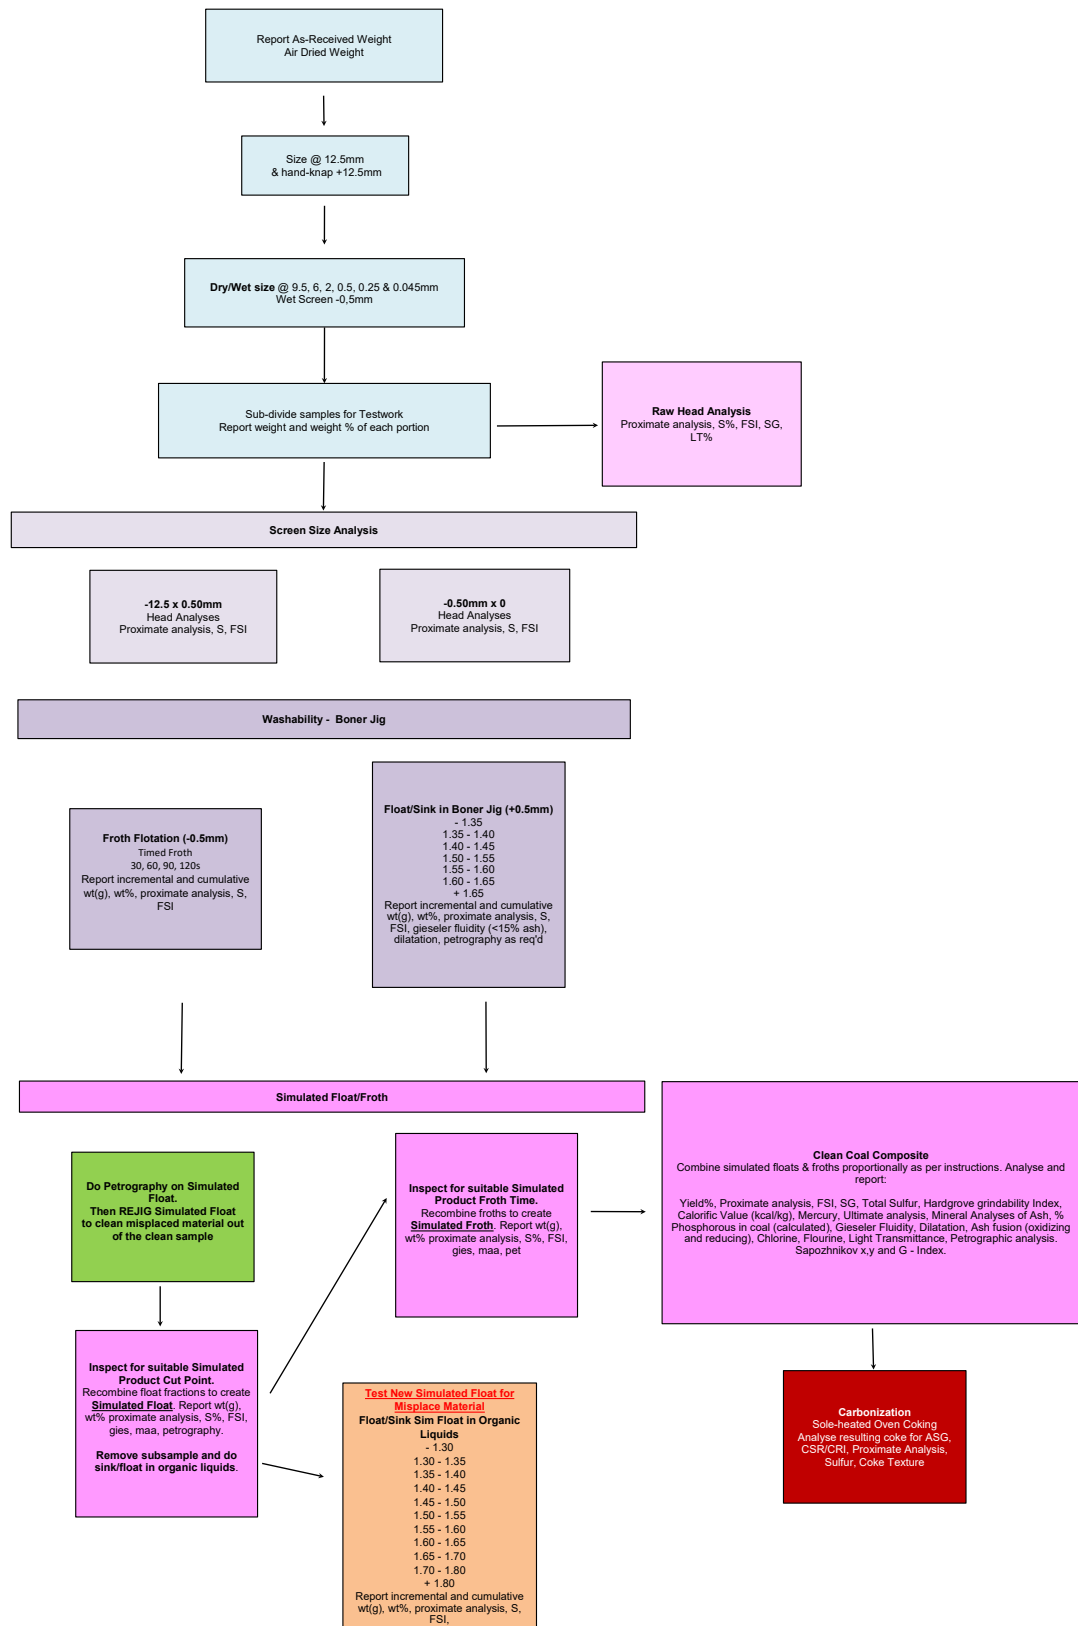 Report As-Received Weight
Air Dried Weight
Size @ 12.5mm
& hand-knap +12.5mm
Dry/Wet size @ 9.5, 6, 2, 0.5, 0.25 & 0.045mm
Wet Screen -0,5mm
Sub-divide samples for Testwork
Report weight and weight % of each portion
Raw Head Analysis
Proximate analysis, S%, FSI, SG,
LT%
Screen Size Analysis
-12.5 x 0.50mm
Head Analyses
Proximate analysis, S, FSI
-0.50mm x 0
Head Analyses
Proximate analysis, S, FSI
Washability - Boner Jig
Froth Flotation (-0.5mm)
Timed Froth
30, 60, 90, 120s
Report incremental and cumulative
wt(g), wt%, proximate analysis, S,
FSI
Float/Sink in Boner Jig (+0.5mm)
- 1.35
1.35 - 1.40
1.40 - 1.45
1.50 - 1.55
1.55 - 1.60
1.60 - 1.65
+ 1.65
Report incremental and cumulative
wt(g), wt%, proximate analysis, S,
FSI, gieseler fluidity (<15% ash),
dilatation, petrography as req'd
Simulated Float/Froth
Do Petrography on Simulated
Float.
Then REJIG Simulated Float
to clean misplaced material out
of the clean sample
Inspect for suitable Simulated
Product Cut Point.
Recombine float fractions to create
Simulated Float. Report wt(g),
wt% proximate analysis, S%, FSI,
gies, maa, petrography.
Remove subsample and do
sink/float in organic liquids.
Inspect for suitable Simulated
Product Froth Time.
Recombine froths to create
Simulated Froth. Report wt(g),
wt% proximate analysis, S%, FSI,
gies, maa, pet
Test New Simulated Float for
Misplace Material
Float/Sink Sim Float in Organic
Liquids
- 1.30
1.30 - 1.35
1.35 - 1.40
1.40 - 1.45
1.45 - 1.50
1.50 - 1.55
1.55 - 1.60
1.60 - 1.65
1.65 - 1.70
1.70 - 1.80
+ 1.80
Report incremental and cumulative
wt(g), wt%, proximate analysis, S,
FSI,
Clean Coal Composite
Combine simulated floats & froths proportionally as per instructions. Analyse and
report:
Yield%, Proximate analysis, FSI, SG, Total Sulfur, Hardgrove grindability Index,
Calorific Value (kcal/kg), Mercury, Ultimate analysis, Mineral Analyses of Ash, %
Phosphorous in coal (calculated), Gieseler Fluidity, Dilatation, Ash fusion (oxidizing
and reducing), Chlorine, Flourine, Light Transmittance, Petrographic analysis.
Sapozhnikov x,y and G - Index.
Carbonization
Sole-heated Oven Coking
Analyse resulting coke for ASG,
CSR/CRI, Proximate Analysis,
Sulfur, Coke Texture